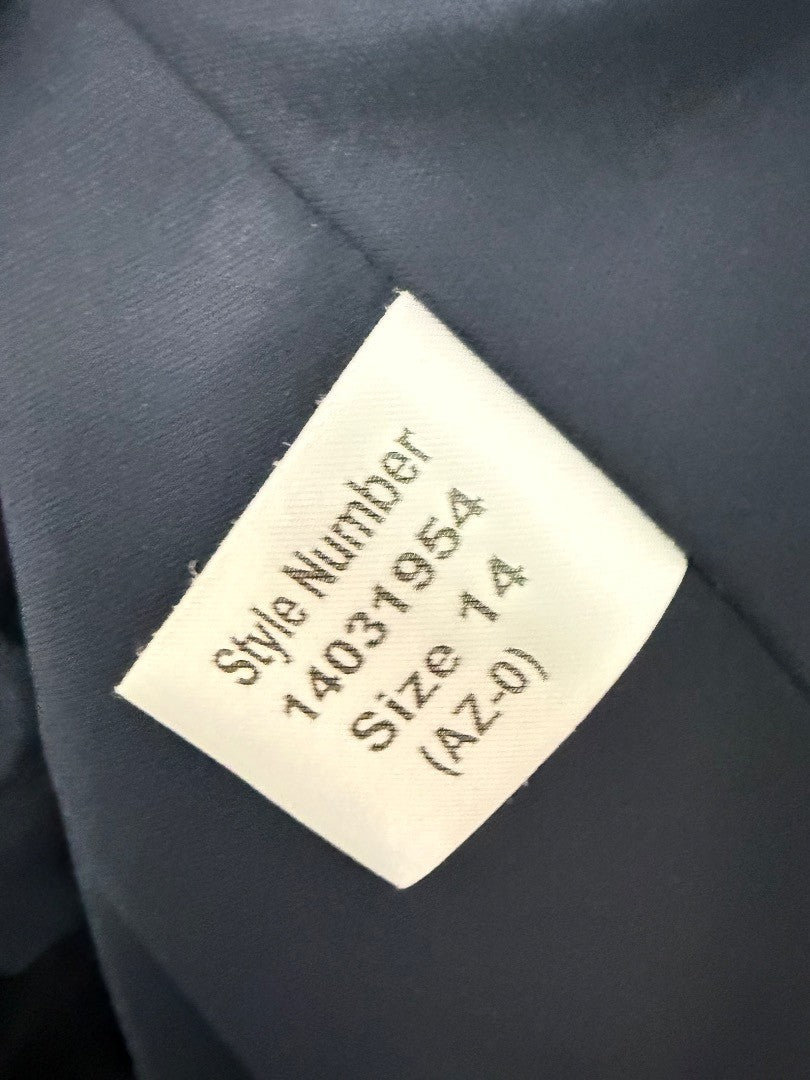 Style Number
14031954
Size 14
(AZ-0)